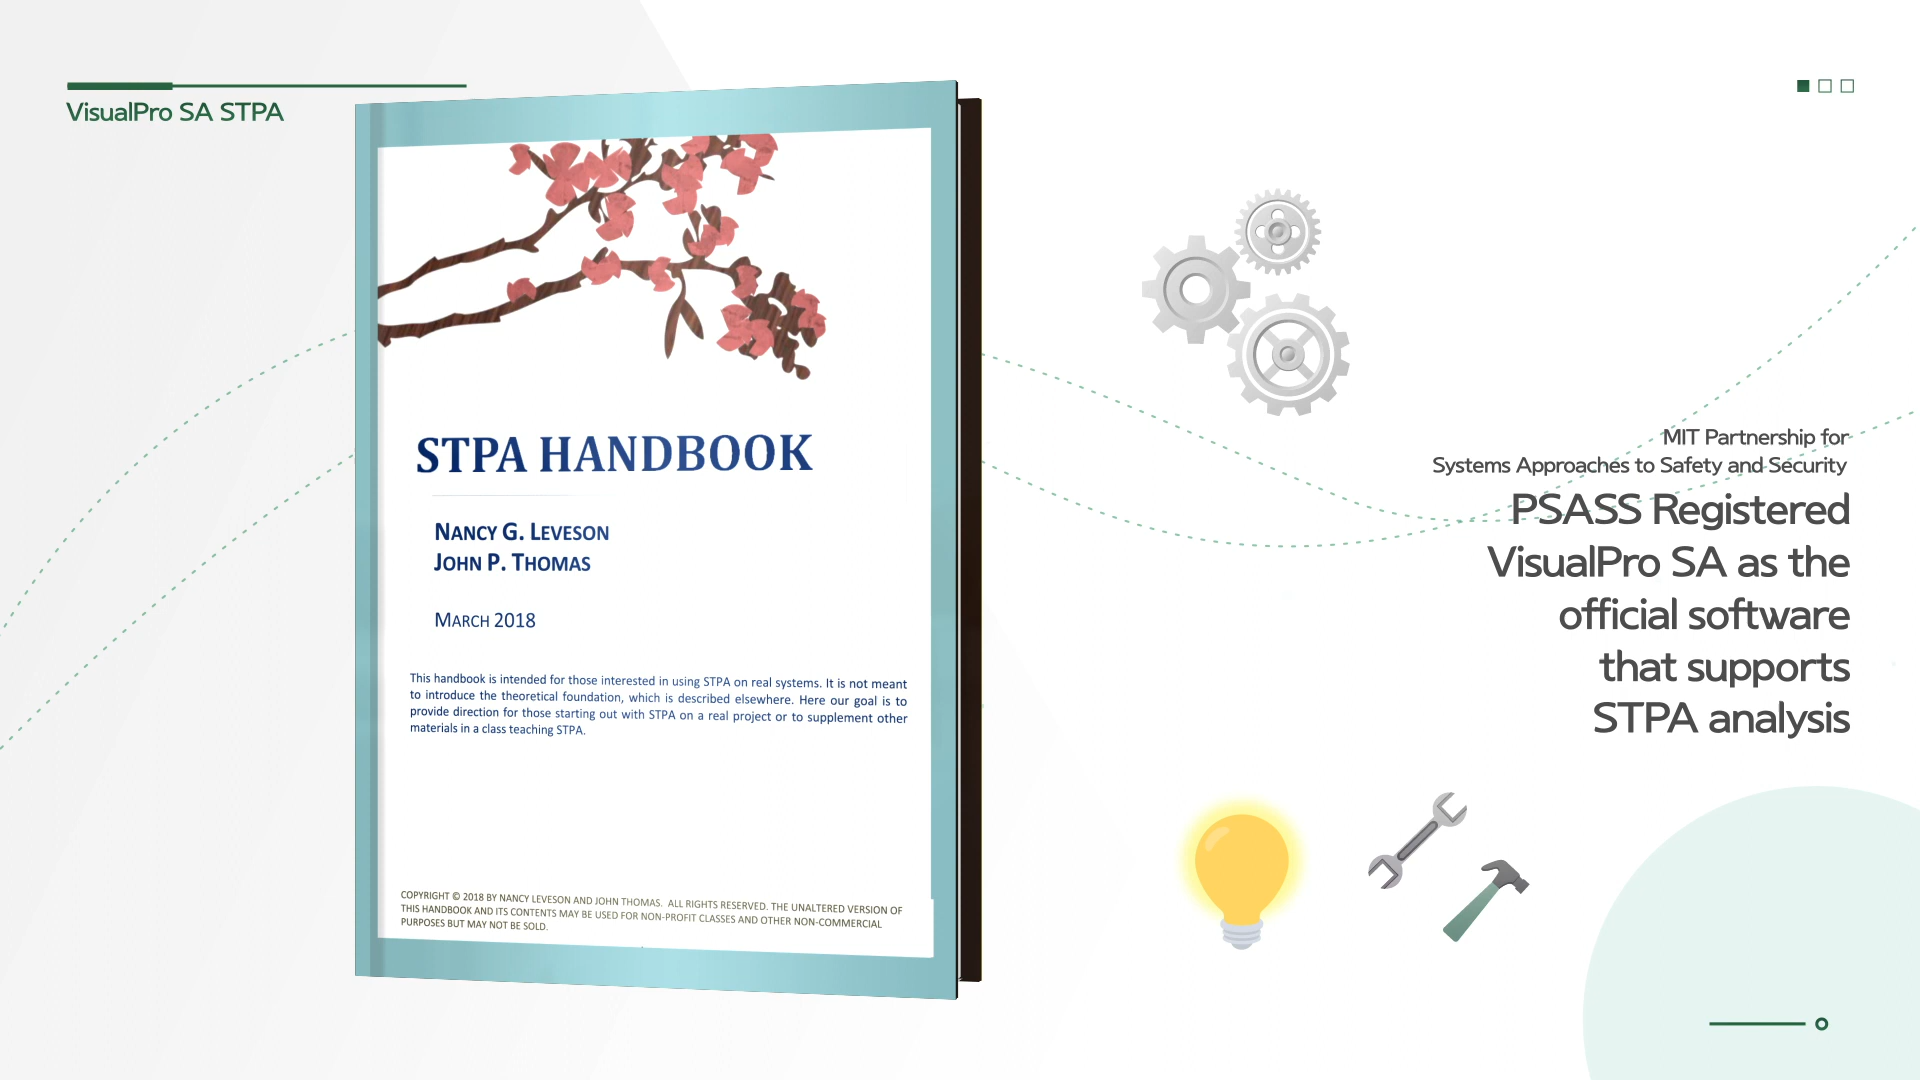 VisualPro SA STPA
STPA HANDBOOK
NANCY G. LEVESON
JOHN P. THOMAS
MARCH 2018
This handbook is intended for those interested in using STPA on real systems. It is not meant
to introduce the theoretical foundation, which is described elsewhere. Here our goal is to
provide direction for those starting out with STPA on a real project or to supplement other
materials in a class teaching STPA.
COPYRIGHT © 2018 BY NANCY LEVESON AND JOHN THOMAS. ALL RIGHTS RESERVED. THE UNALTERED VERSION OF
THIS HANDBOOK AND ITS CONTENTS MAY BE USED FOR NON-PROFIT CLASSES AND OTHER NON-COMMERCIAL
PURPOSES BUT MAY NOT BE SOLD.
MIT Partnership for
Systems Approaches to Safety and Security
PSASS Registered
VisualPro SA as the
official software
that supports
STPA analysis